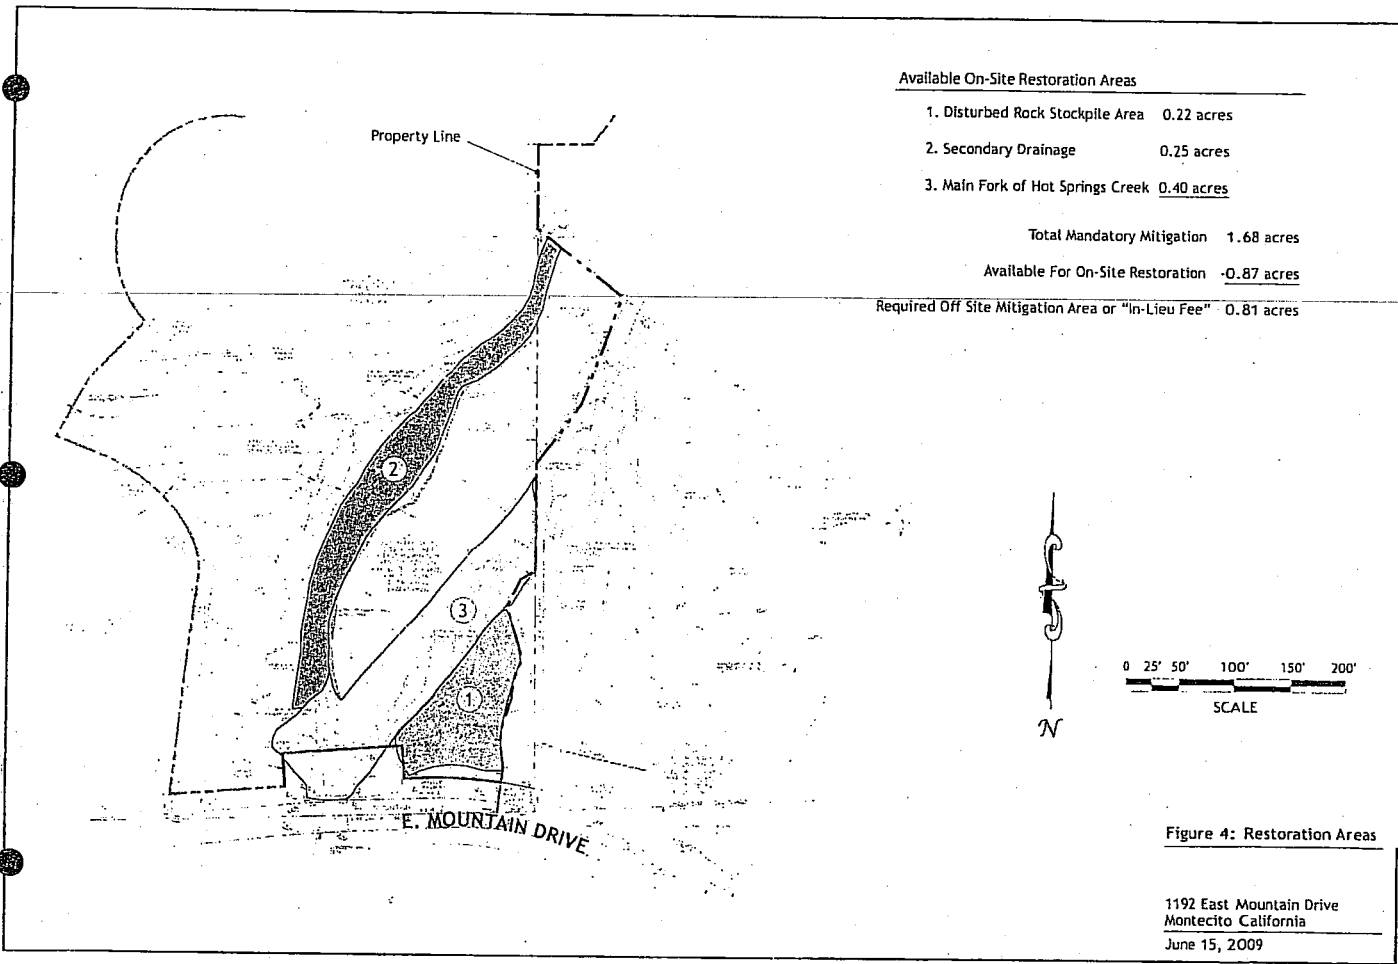 Available On-Site Restoration Areas
1. Disturbed Rock Stockpile Area 0.22 acres
2. Secondary Drainage 0.25 acres
3. Main Fork of Hot Springs Creek 0.40 acres
Total Mandatory Mitigation 1.68 acres
Available For On-Site Restoration -0.87 acres
Required Off Site Mitigation Area or "In-Lieu Fee" 0.81 acres
Property Line
2
3
1
E. MOUNTAIN DRIVE
N
0 25' 50' 100' 150' 200'
SCALE
Figure 4: Restoration Areas
1192 East Mountain Drive
Montecito California
June 15, 2009